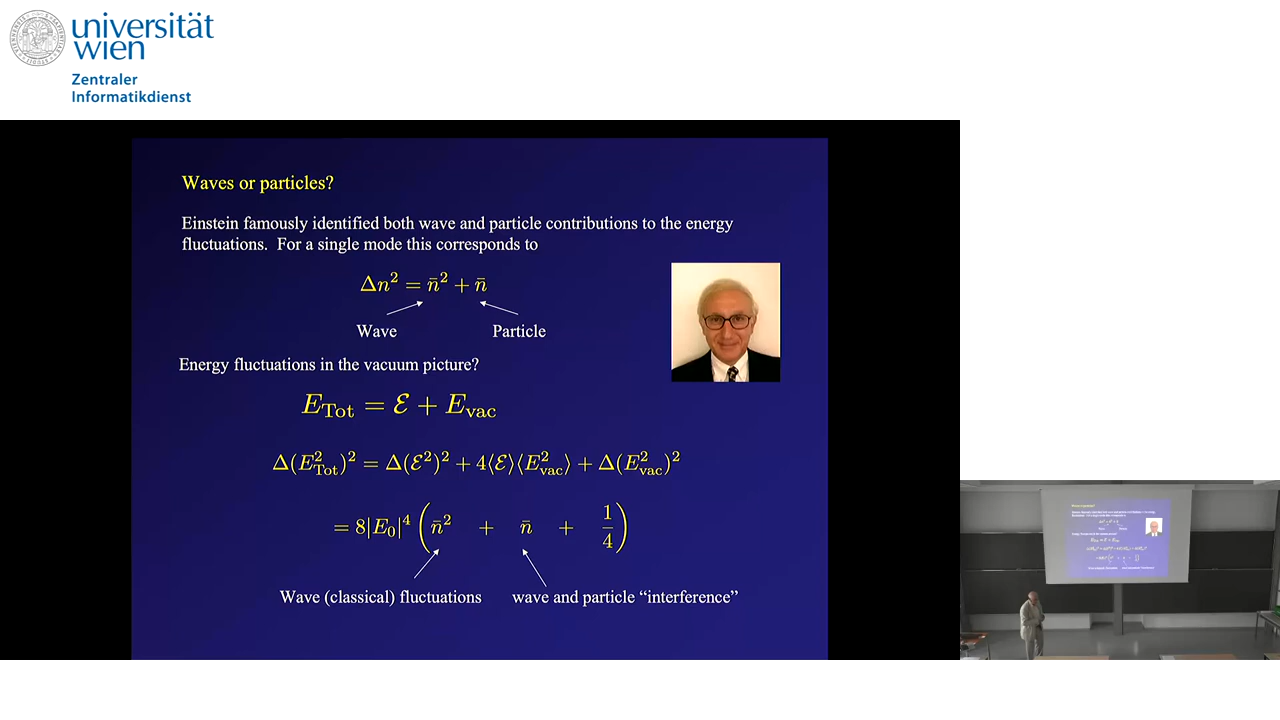 universität
wien
Zentraler
Informatikdienst
Waves or particles?
Einstein famously identified both wave and particle contributions to the energy
fluctuations. For a single mode this corresponds to
Δn² = n̄² + n̄
Wave Particle
Energy fluctuations in the vacuum picture?
E_Tot = ℰ + E_vac
Δ(E²_Tot)² = Δ(ℰ²)² + 4⟨ℰ⟩⟨E²_vac⟩ + Δ(E²_vac)²
= 8|E₀|⁴ (n̄² + n̄ + 1/4)
Wave (classical) fluctuations wave and particle “interference”